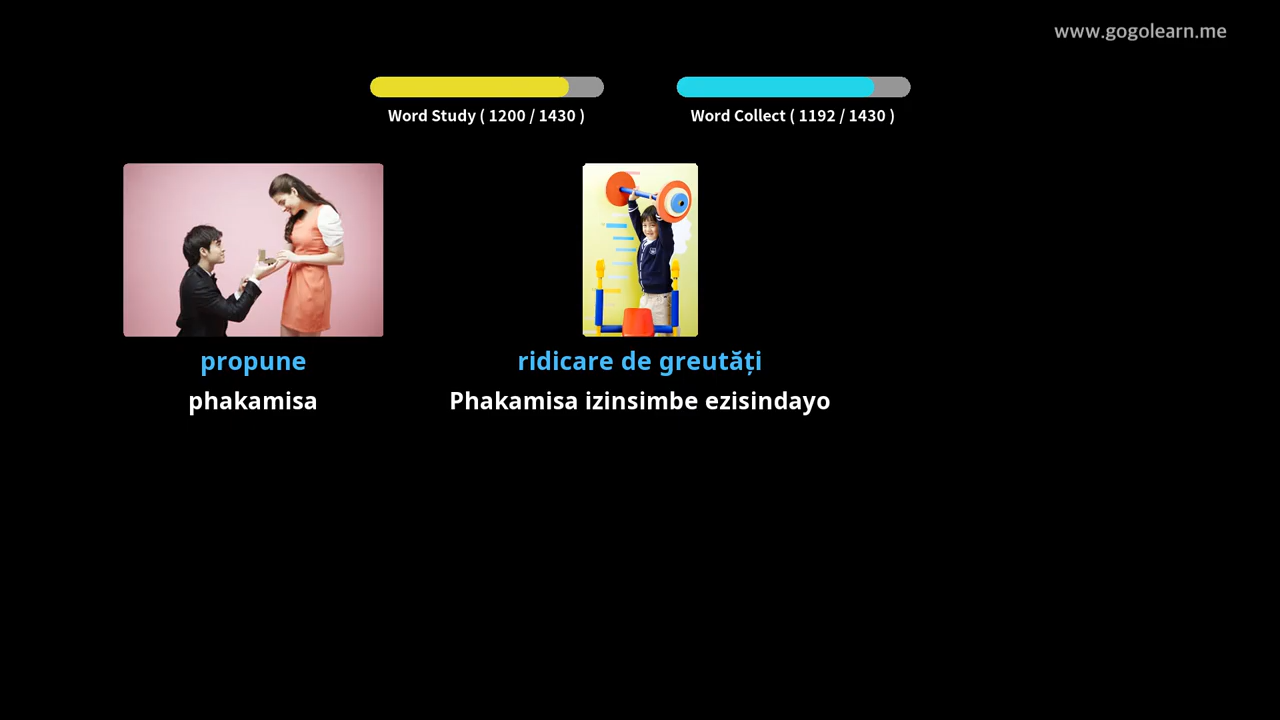 www.gogolearn.me
Word Study ( 1200 / 1430 )
Word Collect ( 1192 / 1430 )
propune
phakamisa
ridicare de greutăți
Phakamisa izinsimbe ezisindayo